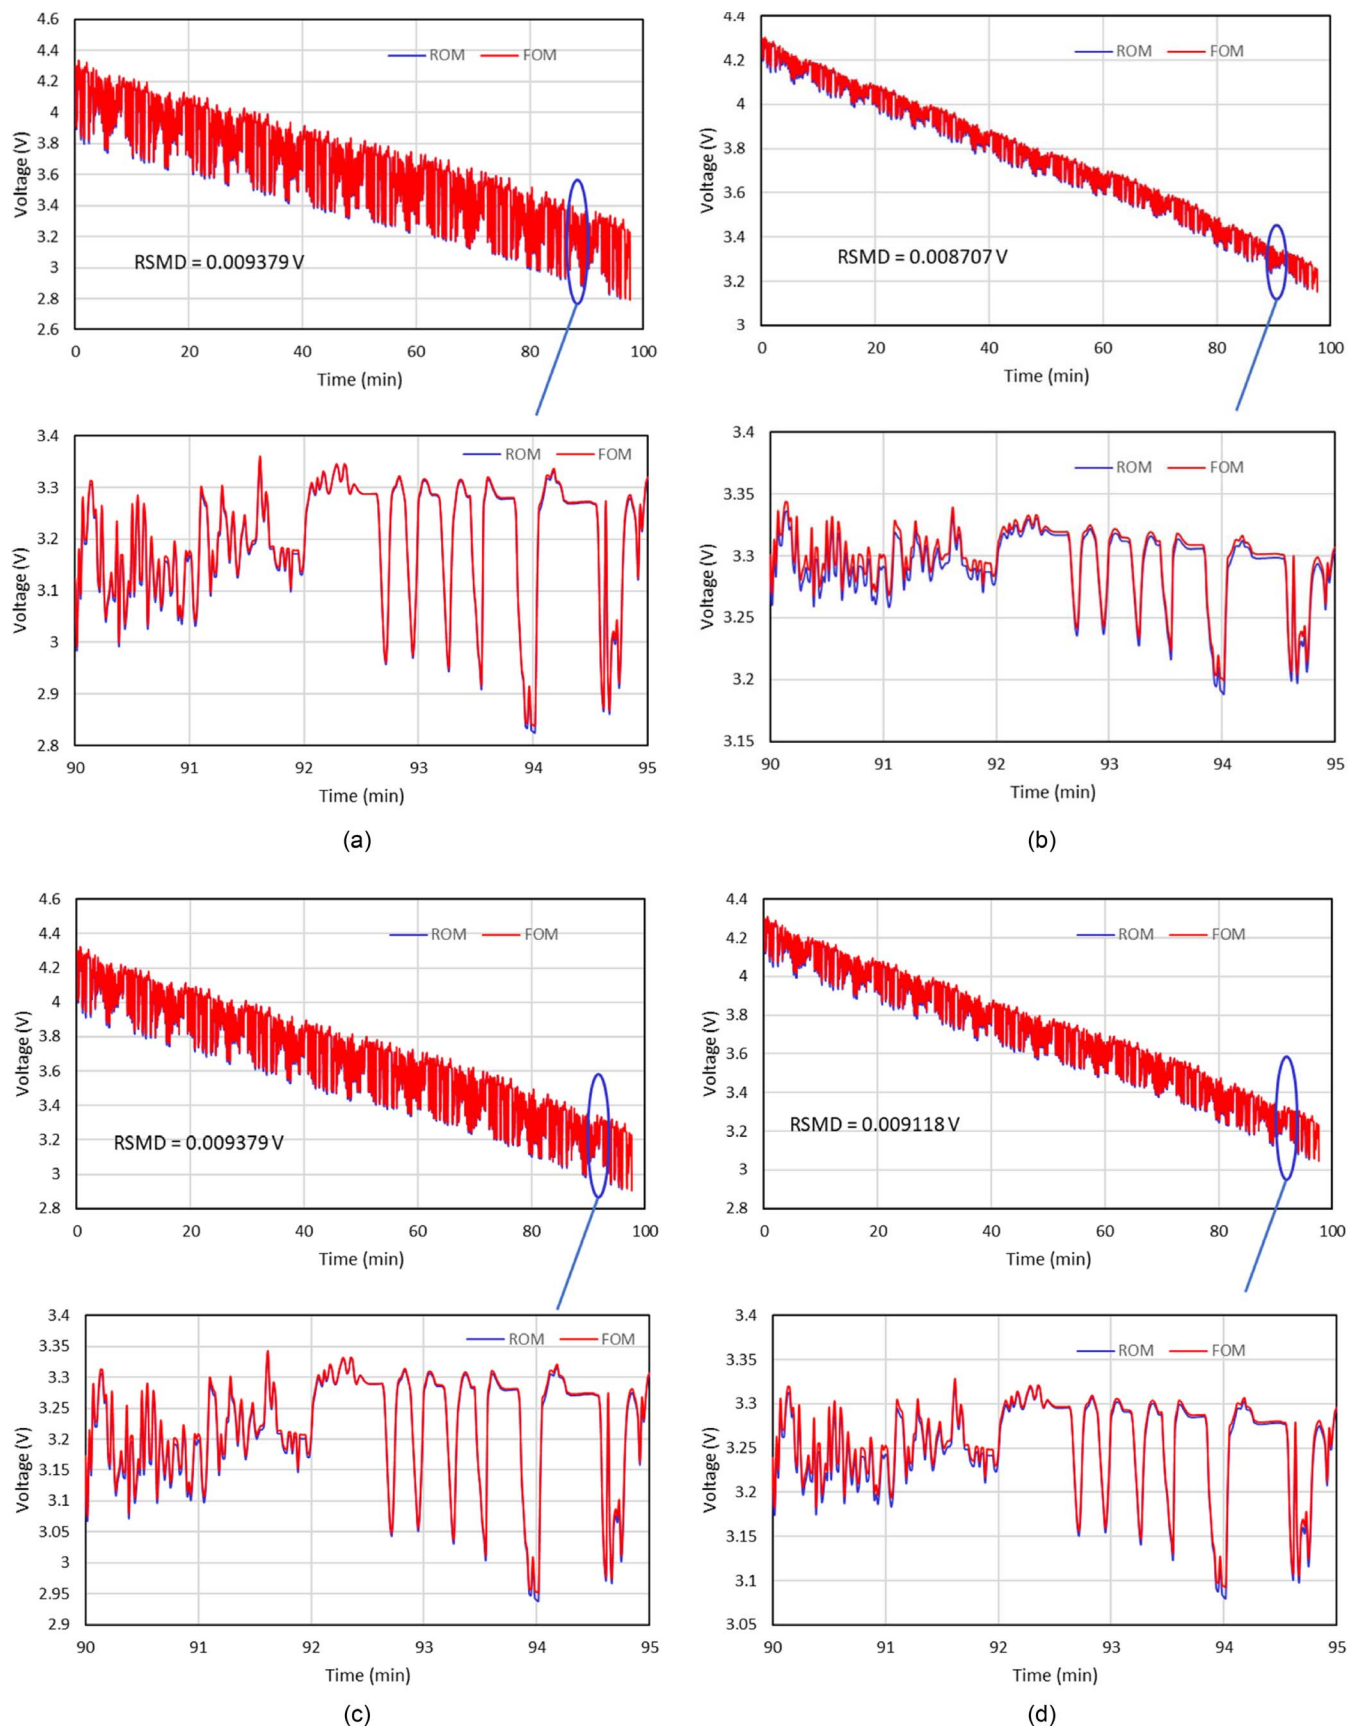 4.6
4.4
4.2
4
3.8
3.6
3.4
3.2
3
2.8
2.6
Voltage (V)
ROM FOM
RSMD = 0.009379 V
0 20 40 60 80 100
Time (min)
4.4
4.2
4
3.8
3.6
3.4
3.2
3
Voltage (V)
ROM FOM
RSMD = 0.008707 V
0 20 40 60 80 100
Time (min)
3.4
3.3
3.2
3.1
3
2.9
2.8
Voltage (V)
ROM FOM
90 91 92 93 94 95
Time (min)
(a)
3.4
3.35
3.3
3.25
3.2
3.15
Voltage (V)
ROM FOM
90 91 92 93 94 95
Time (min)
(b)
4.6
4.4
4.2
4
3.8
3.6
3.4
3.2
3
2.8
Voltage (V)
ROM FOM
RSMD = 0.009379 V
0 20 40 60 80 100
Time (min)
4.4
4.2
4
3.8
3.6
3.4
3.2
3
2.8
Voltage (V)
ROM FOM
RSMD = 0.009118 V
0 20 40 60 80 100
Time (min)
3.4
3.35
3.3
3.25
3.2
3.15
3.1
3.05
3
2.95
2.9
Voltage (V)
ROM FOM
90 91 92 93 94 95
Time (min)
(c)
3.4
3.35
3.3
3.25
3.2
3.15
3.1
3.05
Voltage (V)
ROM FOM
90 91 92 93 94 95
Time (min)
(d)